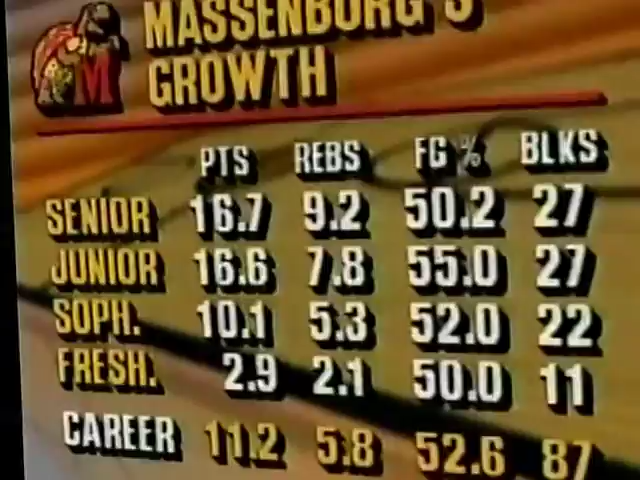 MASSENBURG'S
GROWTH
M
PTS REBS FG % BLKS
SENIOR 16.7 9.2 50.2 27
JUNIOR 16.6 7.8 55.0 27
SOPH. 10.1 5.3 52.0 22
FRESH. 2.9 2.1 50.0 11
CAREER 11.2 5.8 52.6 87